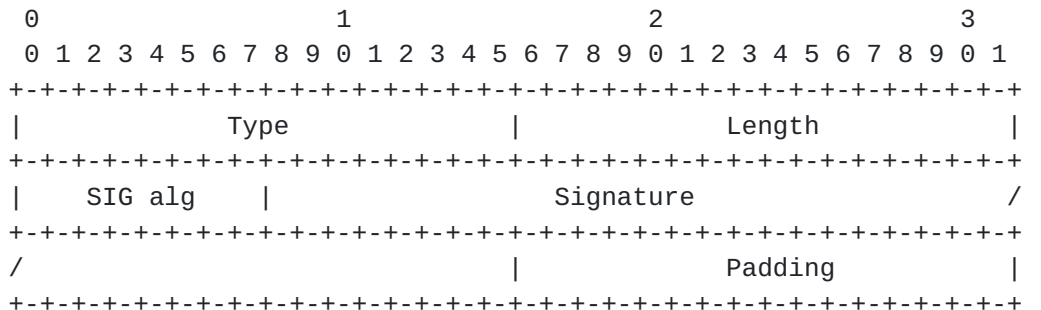 0                   1                   2                   3
 0 1 2 3 4 5 6 7 8 9 0 1 2 3 4 5 6 7 8 9 0 1 2 3 4 5 6 7 8 9 0 1
+-+-+-+-+-+-+-+-+-+-+-+-+-+-+-+-+-+-+-+-+-+-+-+-+-+-+-+-+-+-+-+-+
|             Type              |             Length            |
+-+-+-+-+-+-+-+-+-+-+-+-+-+-+-+-+-+-+-+-+-+-+-+-+-+-+-+-+-+-+-+-+
|    SIG alg    |                  Signature                    /
+-+-+-+-+-+-+-+-+-+-+-+-+-+-+-+-+-+-+-+-+-+-+-+-+-+-+-+-+-+-+-+-+
/                               |             Padding           |
+-+-+-+-+-+-+-+-+-+-+-+-+-+-+-+-+-+-+-+-+-+-+-+-+-+-+-+-+-+-+-+-+